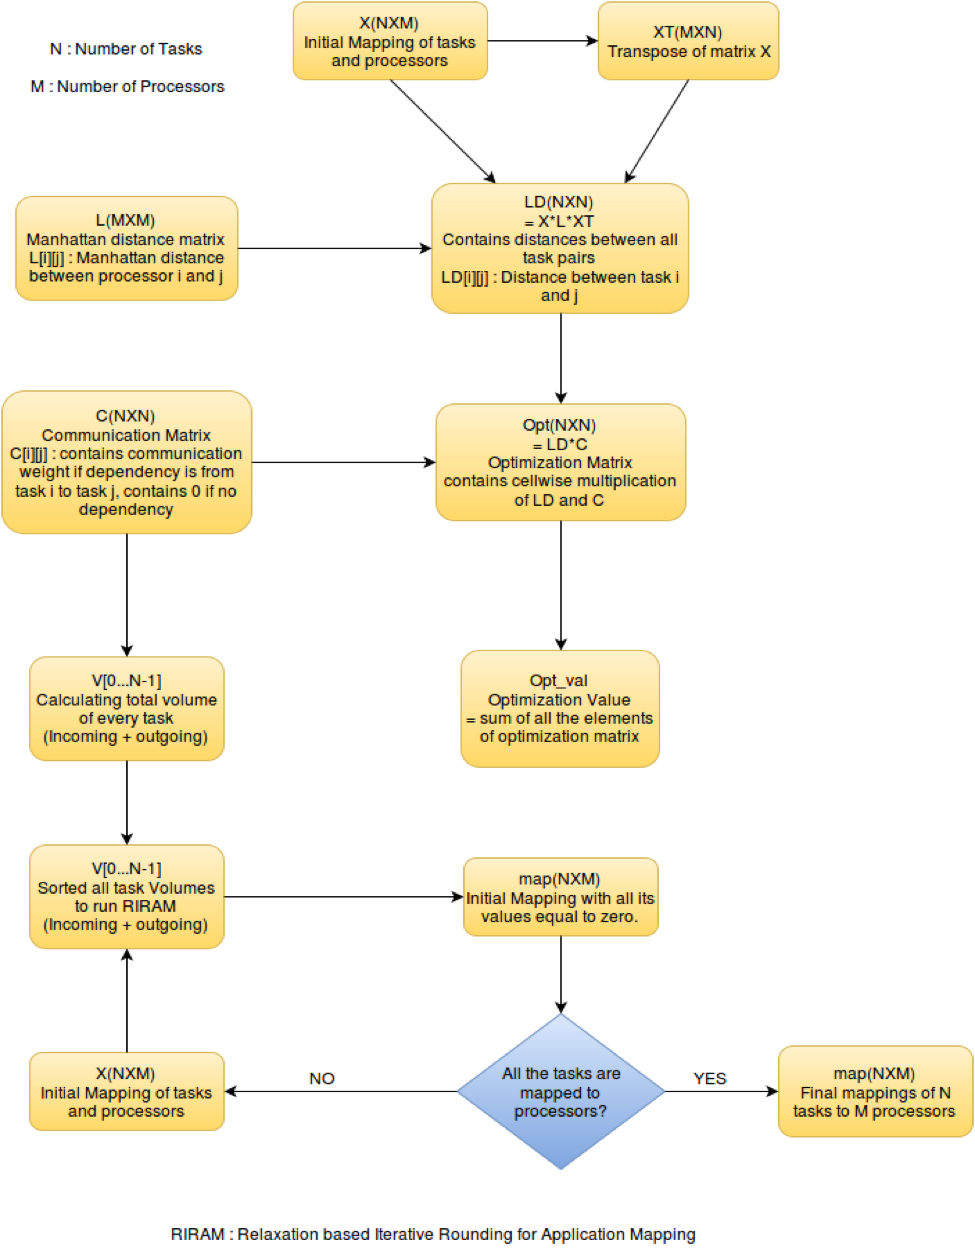 X(NXM)
Initial Mapping of tasks
and processors
XT(MXN)
Transpose of matrix X
N : Number of Tasks
M : Number of Processors
LD(NXN)
= X*L*XT
Contains distances between all
task pairs
LD[i][j] : Distance between task i
and j
L(MXM)
Manhattan distance matrix
L[i][j] : Manhattan distance
between processor i and j
C(NXN)
Communication Matrix
C[i][j] : contains communication
weight if dependency is from
task i to task j, contains 0 if no
dependency
Opt(NXN)
= LD*C
Optimization Matrix
contains cellwise multiplication
of LD and C
V[0...N-1]
Calculating total volume
of every task
(Incoming + outgoing)
Opt_val
Optimization Value
= sum of all the elements
of optimization matrix
V[0...N-1]
Sorted all task Volumes
to run RIRAM
(Incoming + outgoing)
map(NXM)
Initial Mapping with all its
values equal to zero.
X(NXM)
Initial Mapping of tasks
and processors
NO
All the tasks are
mapped to
processors?
YES
map(NXM)
Final mappings of N
tasks to M processors
RIRAM : Relaxation based Iterative Rounding for Application Mapping